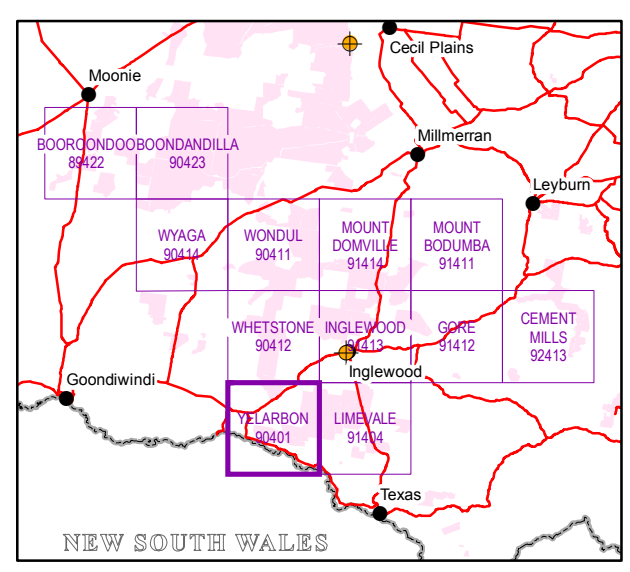 Cecil Plains
Moonie
BOOROONDOO
89422
BOONDANDILLA
90423
Millmerran
Leyburn
WYAGA
90414
WONDUL
90411
MOUNT
DOMVILLE
91414
MOUNT
BODUMBA
91411
WHETSTONE
90412
INGLEWOOD
91413
GORE
91412
CEMENT
MILLS
92413
Inglewood
Goondiwindi
YELARBON
90401
LIMEVALE
91404
Texas
NEW SOUTH WALES